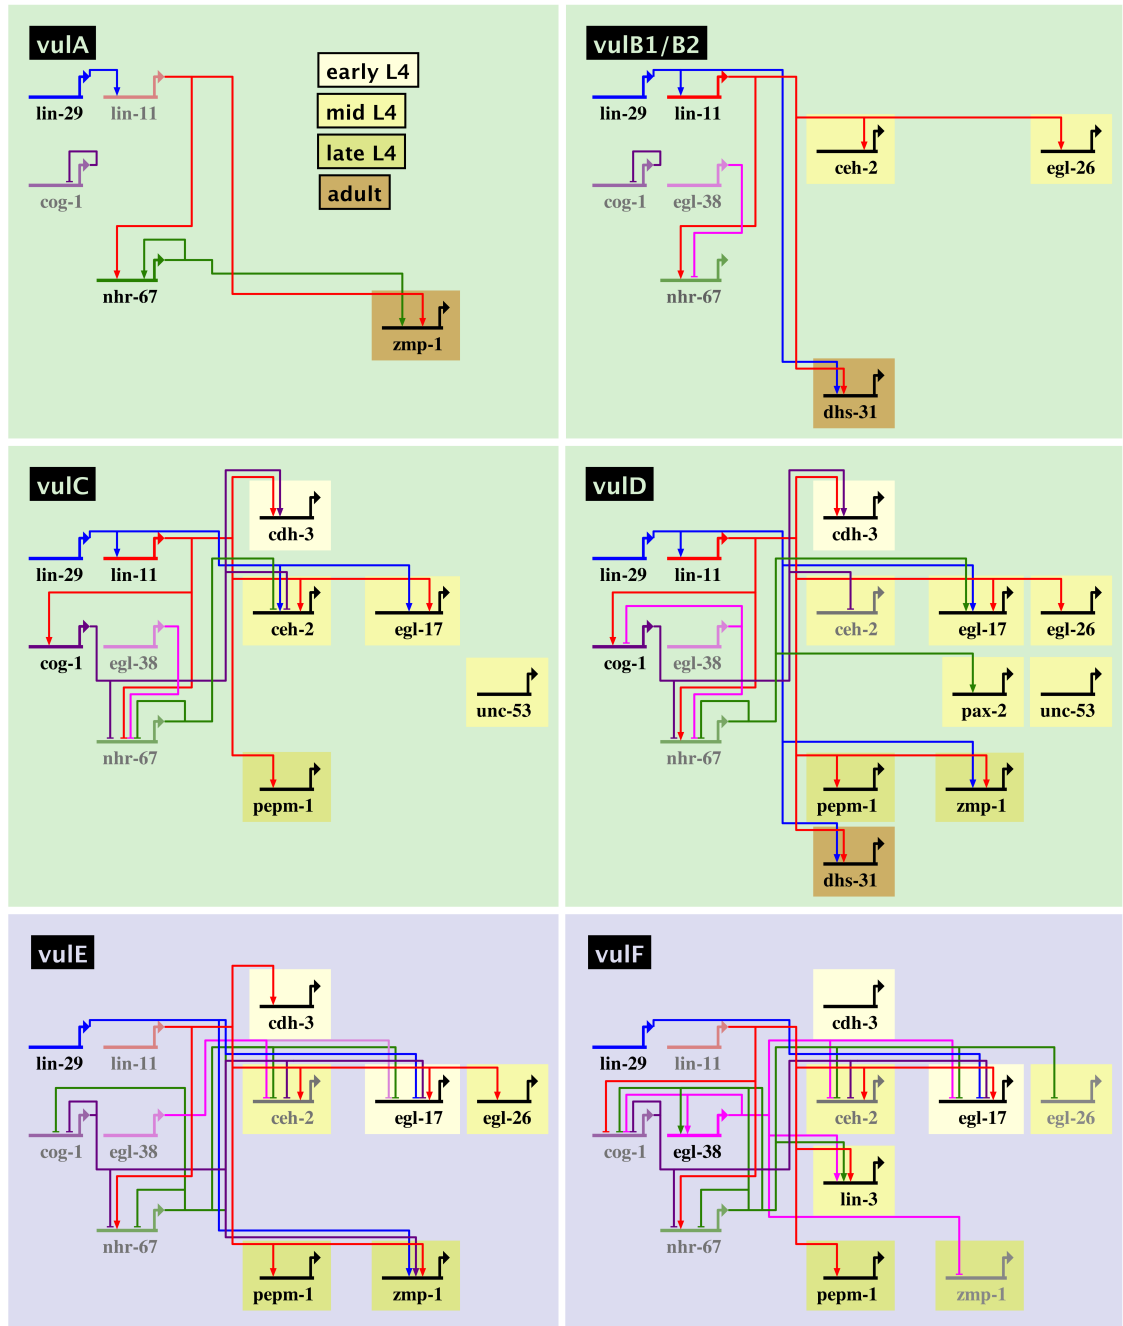 vulA
early L4
lin-29 lin-11
mid L4
late L4
cog-1
adult
nhr-67
zmp-1
vulB1/B2
lin-29 lin-11
ceh-2 egl-26
cog-1 egl-38
nhr-67
dhs-31
vulC
cdh-3
lin-29 lin-11
ceh-2 egl-17
cog-1 egl-38
unc-53
nhr-67
pepm-1
vulD
cdh-3
lin-29 lin-11
ceh-2 egl-17 egl-26
cog-1 egl-38
pax-2 unc-53
nhr-67
pepm-1 zmp-1
dhs-31
vulE
cdh-3
lin-29 lin-11
ceh-2 egl-17 egl-26
cog-1 egl-38
nhr-67
pepm-1 zmp-1
vulF
cdh-3
lin-29 lin-11
ceh-2 egl-17 egl-26
cog-1 egl-38
lin-3
nhr-67
pepm-1 zmp-1